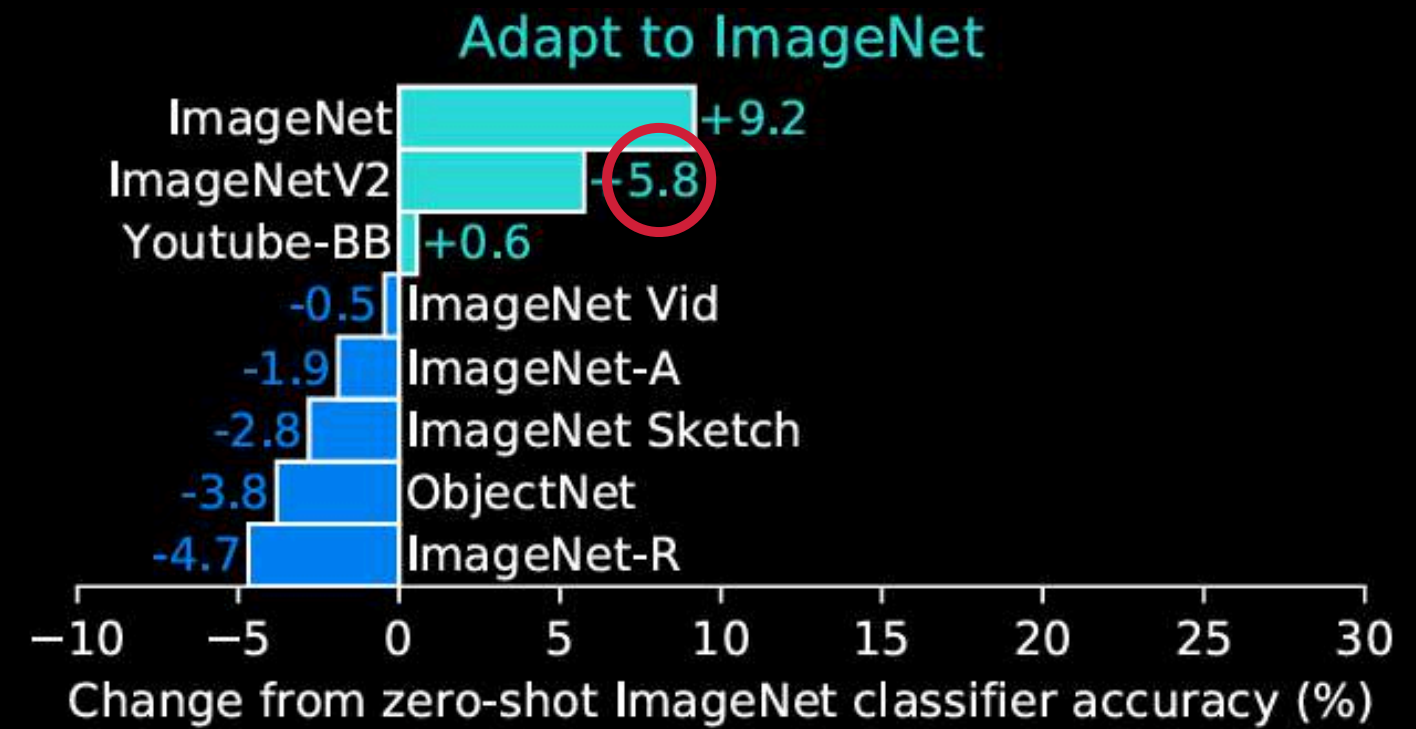 Adapt to ImageNet
ImageNet +9.2
ImageNetV2 +5.8
Youtube-BB +0.6
-0.5 ImageNet Vid
-1.9 ImageNet-A
-2.8 ImageNet Sketch
-3.8 ObjectNet
-4.7 ImageNet-R
−10 −5 0 5 10 15 20 25 30
Change from zero-shot ImageNet classifier accuracy (%)